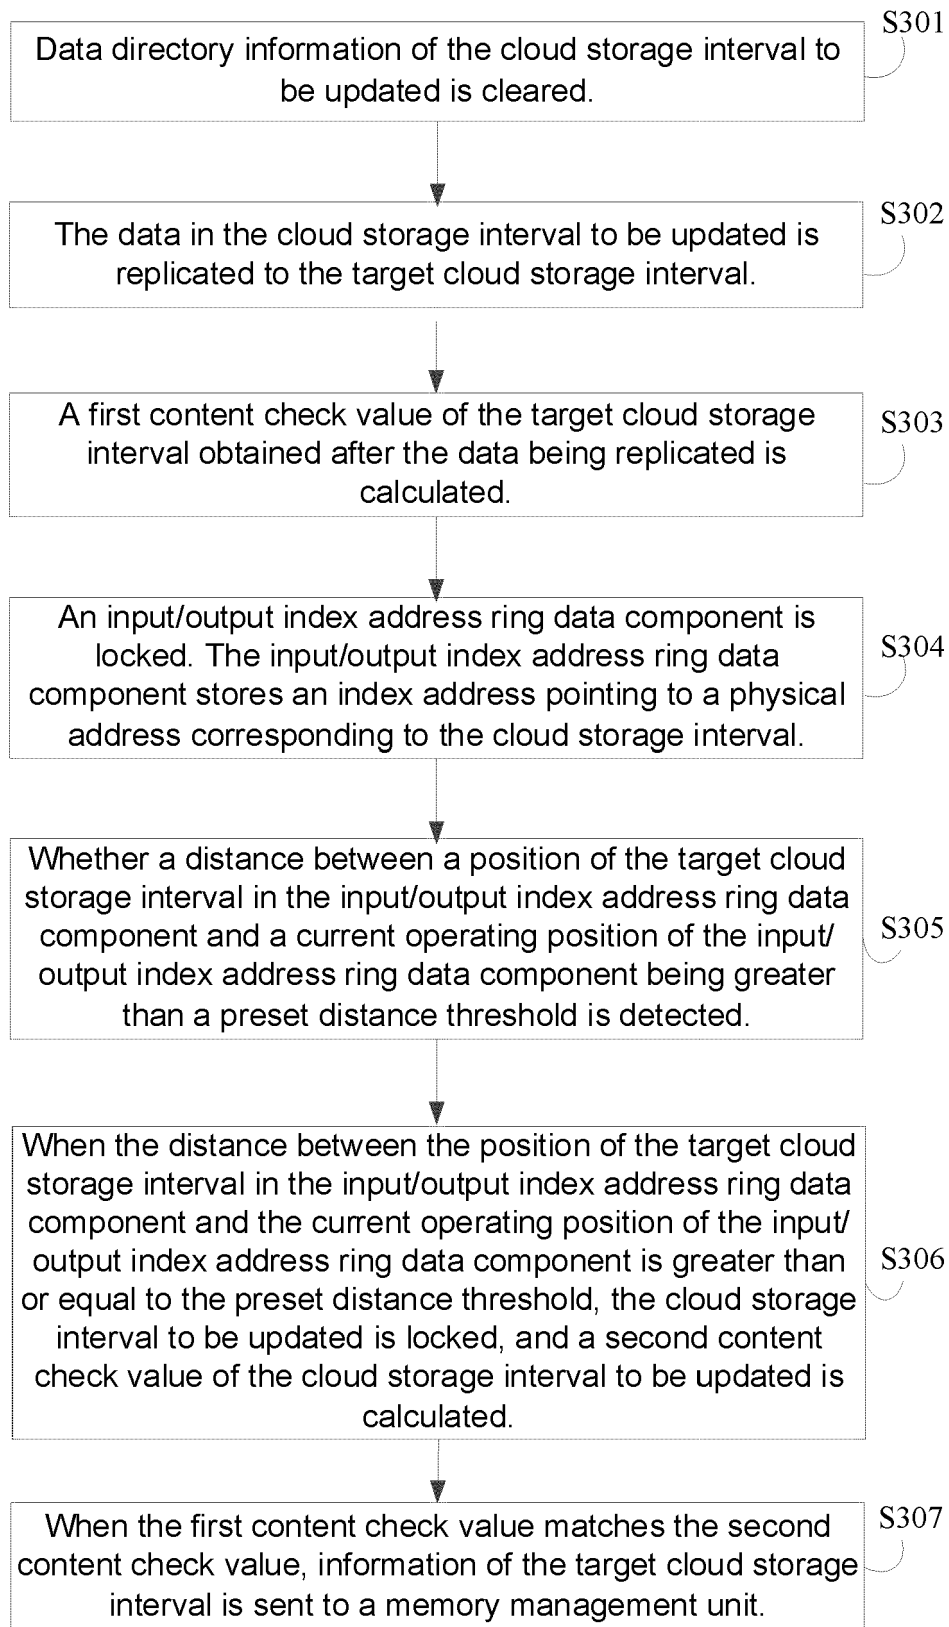 S301
Data directory information of the cloud storage interval to
be updated is cleared.
S302
The data in the cloud storage interval to be updated is
replicated to the target cloud storage interval.
S303
A first content check value of the target cloud storage
interval obtained after the data being replicated is
calculated.
S304
An input/output index address ring data component is
locked. The input/output index address ring data
component stores an index address pointing to a physical
address corresponding to the cloud storage interval.
S305
Whether a distance between a position of the target cloud
storage interval in the input/output index address ring data
component and a current operating position of the input/
output index address ring data component being greater
than a preset distance threshold is detected.
S306
When the distance between the position of the target cloud
storage interval in the input/output index address ring data
component and the current operating position of the input/
output index address ring data component is greater than
or equal to the preset distance threshold, the cloud storage
interval to be updated is locked, and a second content
check value of the cloud storage interval to be updated is
calculated.
S307
When the first content check value matches the second
content check value, information of the target cloud storage
interval is sent to a memory management unit.